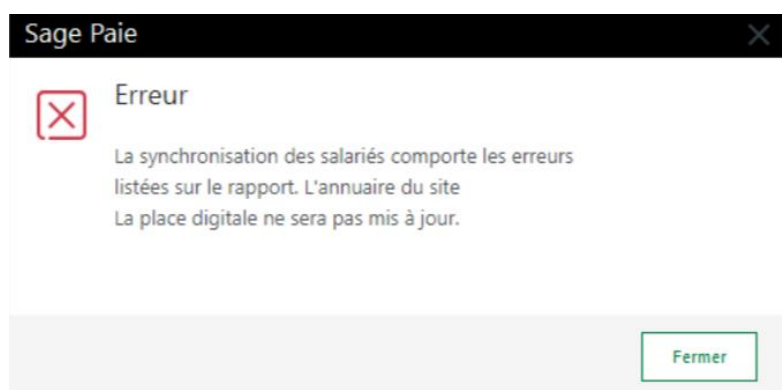 Sage Paie
Erreur
La synchronisation des salariés comporte les erreurs
listées sur le rapport. L'annuaire du site
La place digitale ne sera pas mis à jour.
Fermer